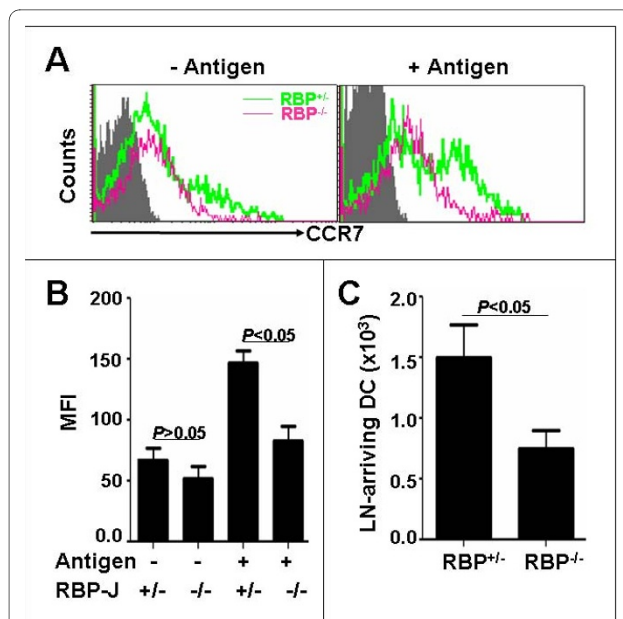 A
- Antigen
+ Antigen
RBP+/-
RBP-/-
Counts
CCR7
B
200
150
100
50
0.0
MFI
P>0.05
P<0.05
Antigen - - + +
RBP-J +/- -/- +/- -/-
C
2.0
1.5
1.0
0.5
0.0
LN-arriving DC (x10³)
P<0.05
RBP+/- RBP-/-